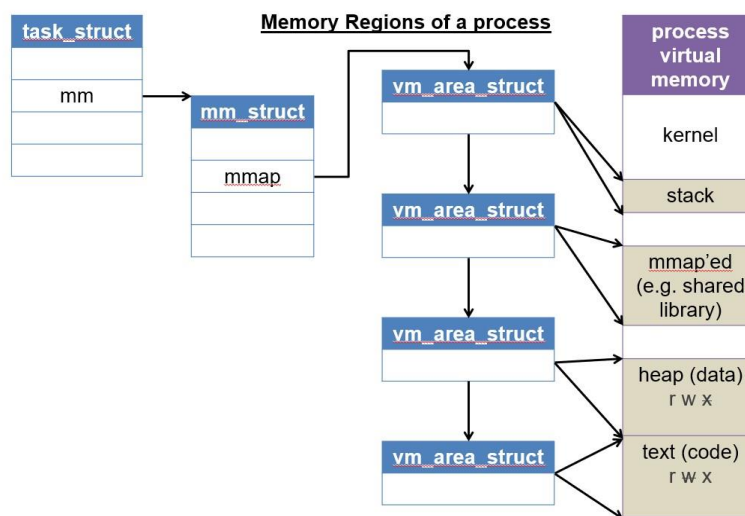 Memory Regions of a process
task_struct
mm
mm_struct
mmap
vm_area_struct
vm_area_struct
vm_area_struct
vm_area_struct
process
virtual
memory
kernel
stack
mmap’ed
(e.g. shared
library)
heap (data)
r w x
text (code)
r w x